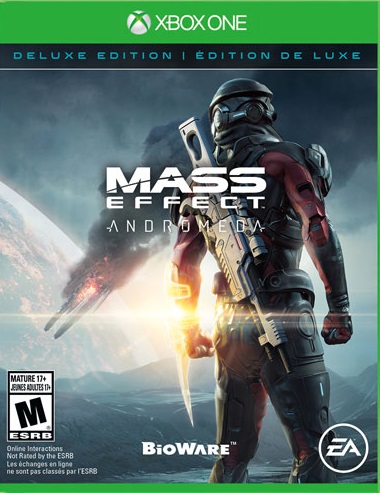 XBOX ONE
DELUXE EDITION | ÉDITION DE LUXE
MASS
EFFECT
ANDROMEDA
MATURE 17+
JEUNES ADULTES 17+
M
ESRB
Online Interactions
Not Rated by the ESRB
Les échanges en ligne
ne sont pas classés par l'ESRB
BIOWARE™
EA